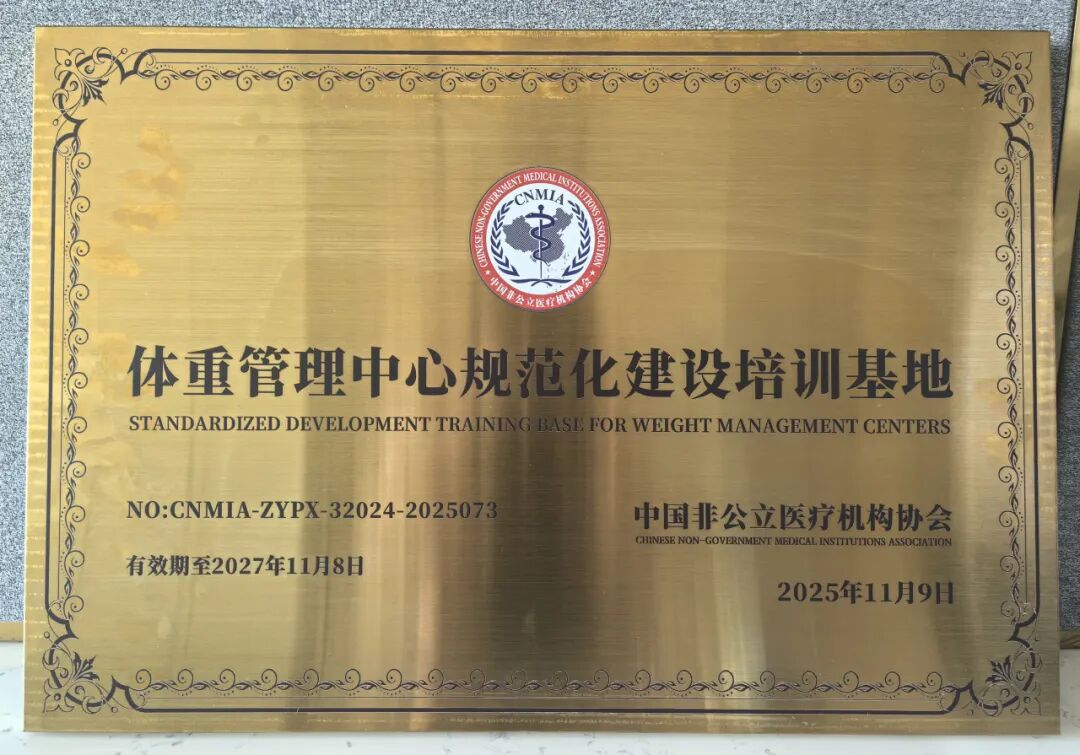 CHINESE NON-GOVERNMENT MEDICAL INSTITUTIONS ASSOCIATION
CNMIA
中国非公立医疗机构协会
体重管理中心规范化建设培训基地
STANDARDIZED DEVELOPMENT TRAINING BASE FOR WEIGHT MANAGEMENT CENTERS
NO:CNMIA-ZYPX-32024-2025073
有效期至2027年11月8日
中国非公立医疗机构协会
CHINESE NON-GOVERNMENT MEDICAL INSTITUTIONS ASSOCIATION
2025年11月9日